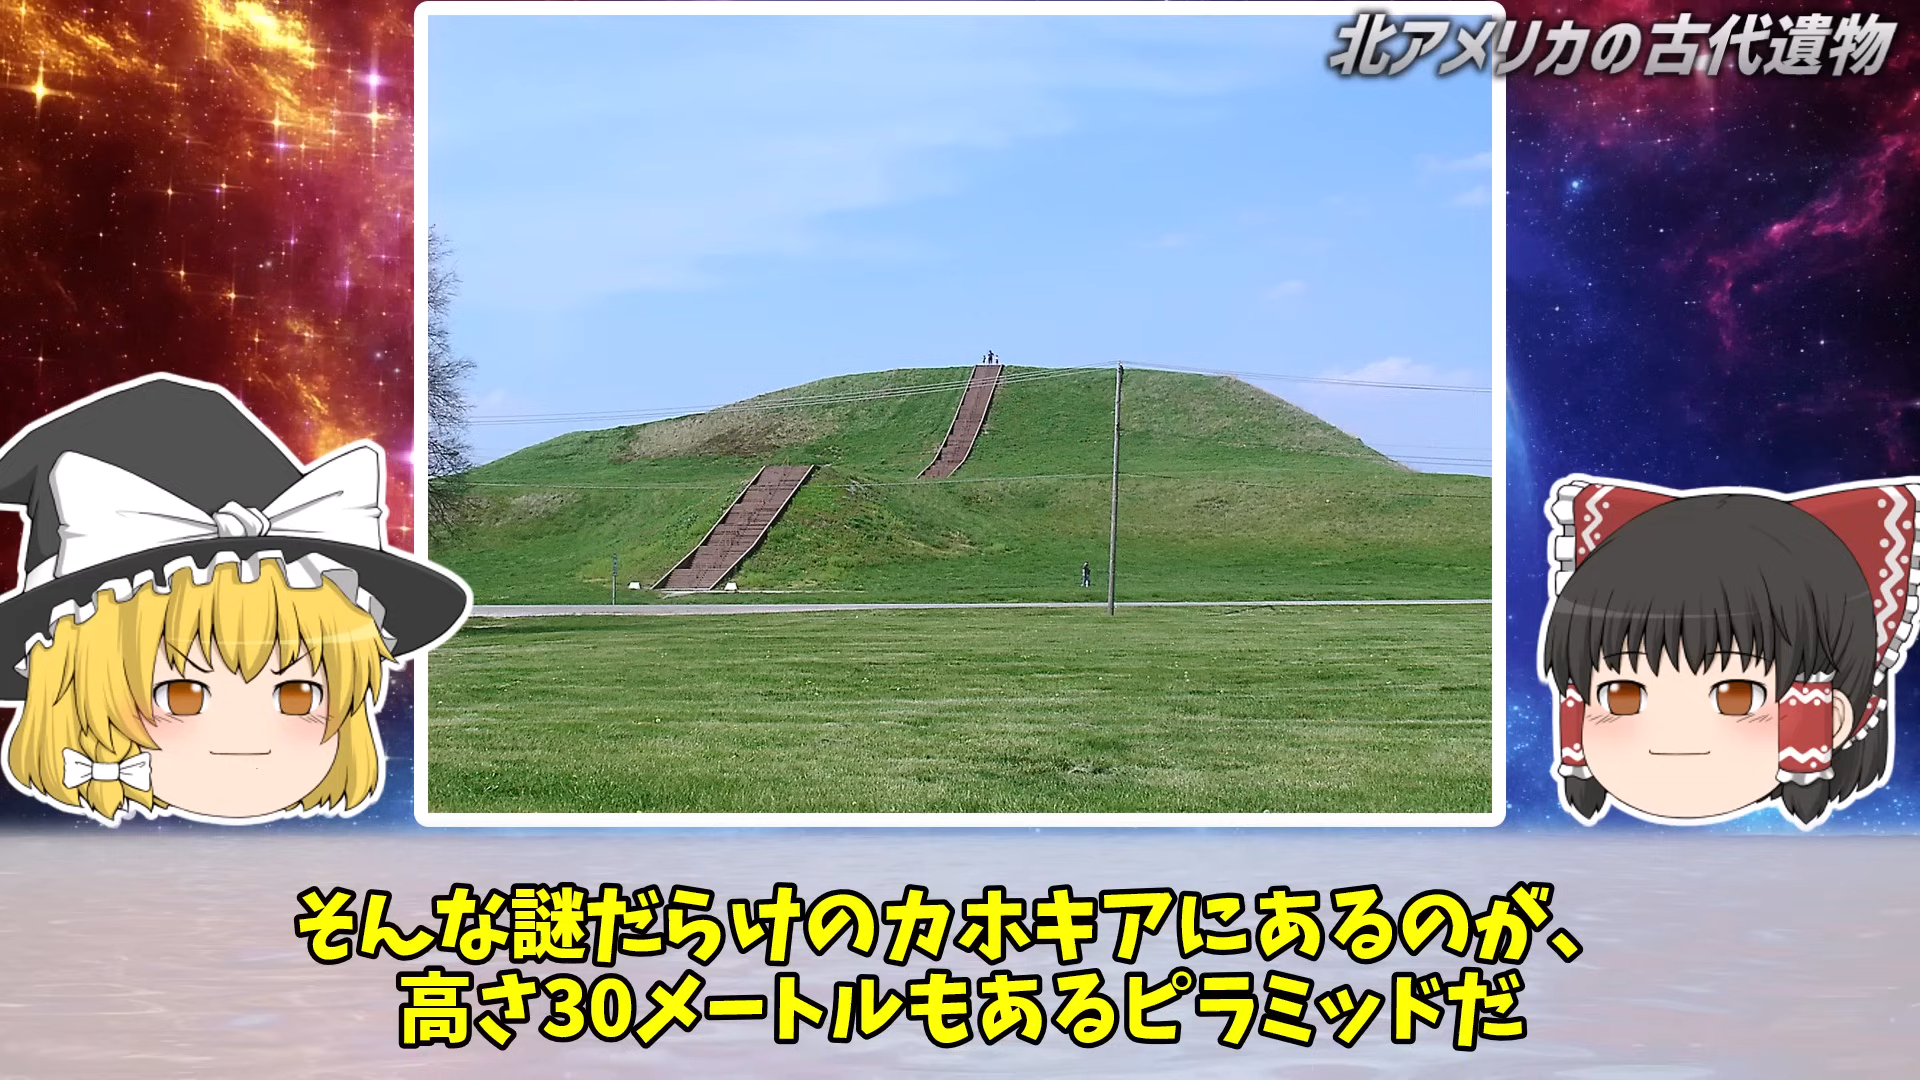 北アメリカの古代遺物
そんな謎だらけのカホキアにあるのが、
高さ30メートルもあるピラミッドだ